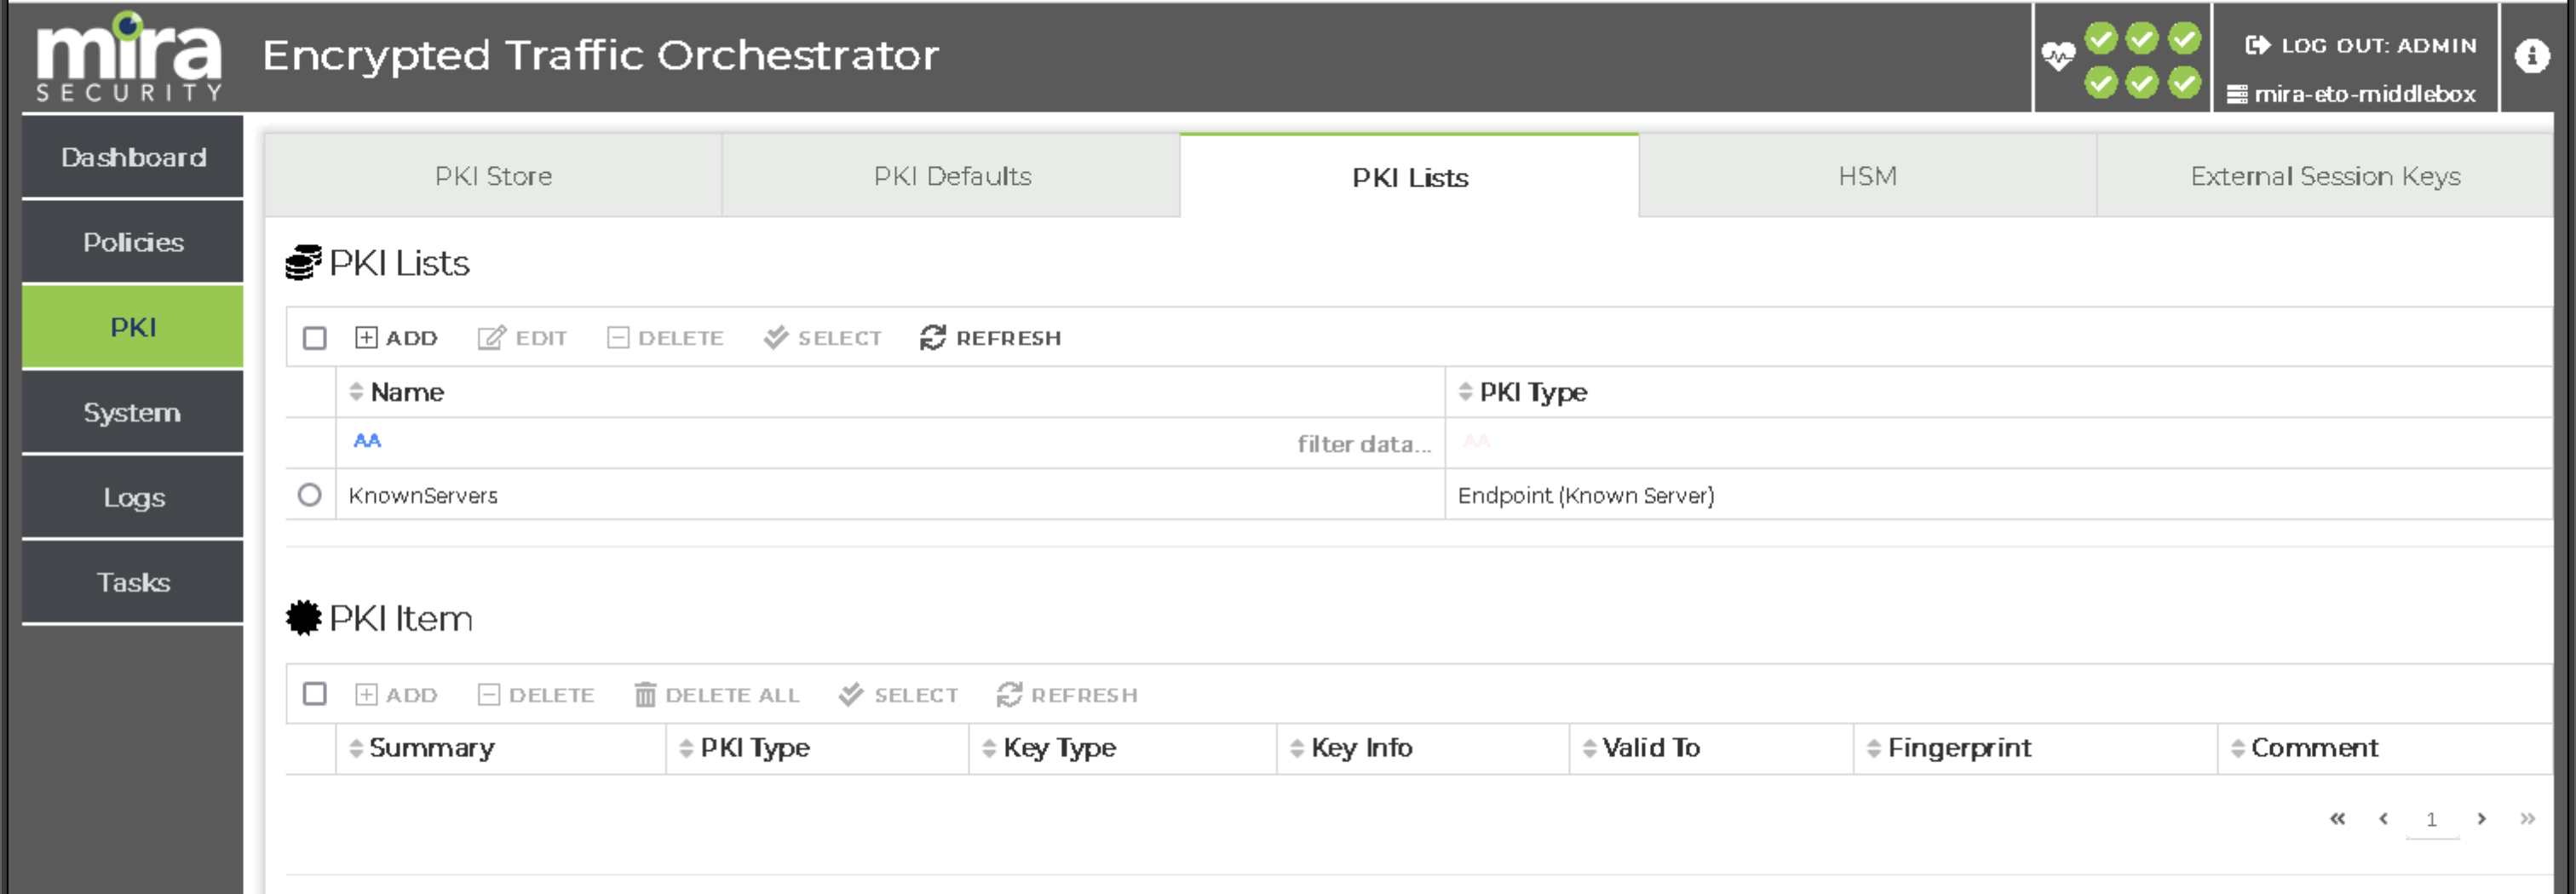 mira
SECURITY
Encrypted Traffic Orchestrator
LOG OUT: ADMIN
mira-eto-middlebox
Dashboard
Policies
PKI
System
Logs
Tasks
PKI Store
PKI Defaults
PKI Lists
HSM
External Session Keys
PKI Lists
ADD EDIT DELETE SELECT REFRESH
Name PKI Type
AA filter data... AA
KnownServers Endpoint (Known Server)
PKI Item
ADD DELETE DELETE ALL SELECT REFRESH
Summary PKI Type Key Type Key Info Valid To Fingerprint Comment
« ‹ 1 › »